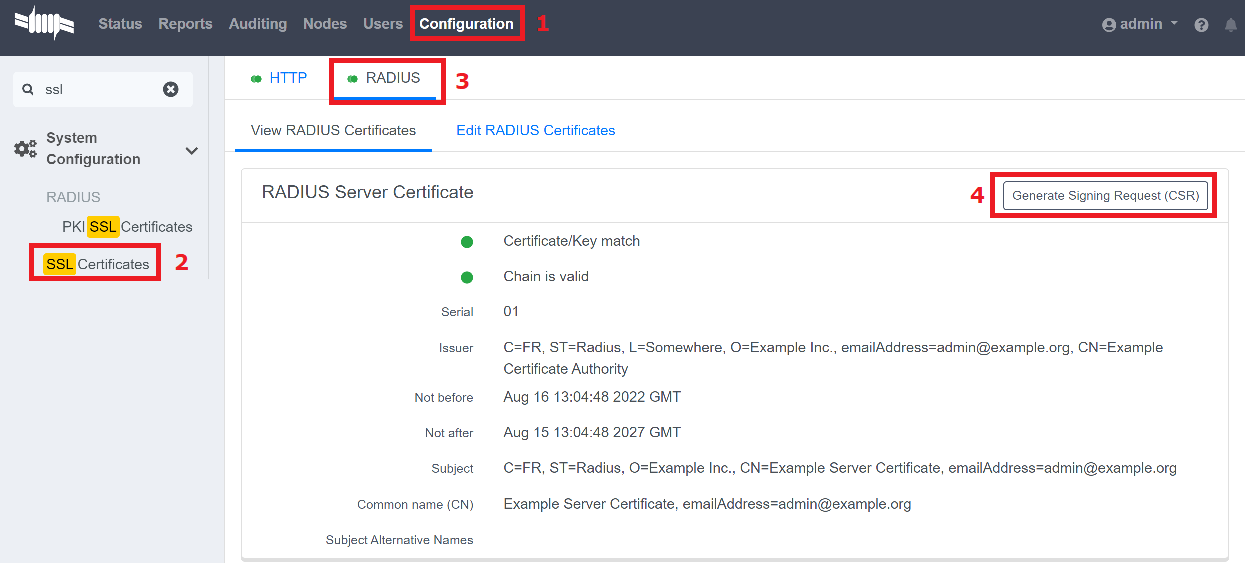 Status Reports Auditing Nodes Users Configuration 1 admin
ssl
HTTP RADIUS 3
System
Configuration
View RADIUS Certificates Edit RADIUS Certificates
RADIUS
RADIUS Server Certificate 4 Generate Signing Request (CSR)
PKI SSL Certificates
SSL Certificates 2
Certificate/Key match
Chain is valid
Serial 01
Issuer C=FR, ST=Radius, L=Somewhere, O=Example Inc., emailAddress=admin@example.org, CN=Example
Certificate Authority
Not before Aug 16 13:04:48 2022 GMT
Not after Aug 15 13:04:48 2027 GMT
Subject C=FR, ST=Radius, O=Example Inc., CN=Example Server Certificate, emailAddress=admin@example.org
Common name (CN) Example Server Certificate, emailAddress=admin@example.org
Subject Alternative Names